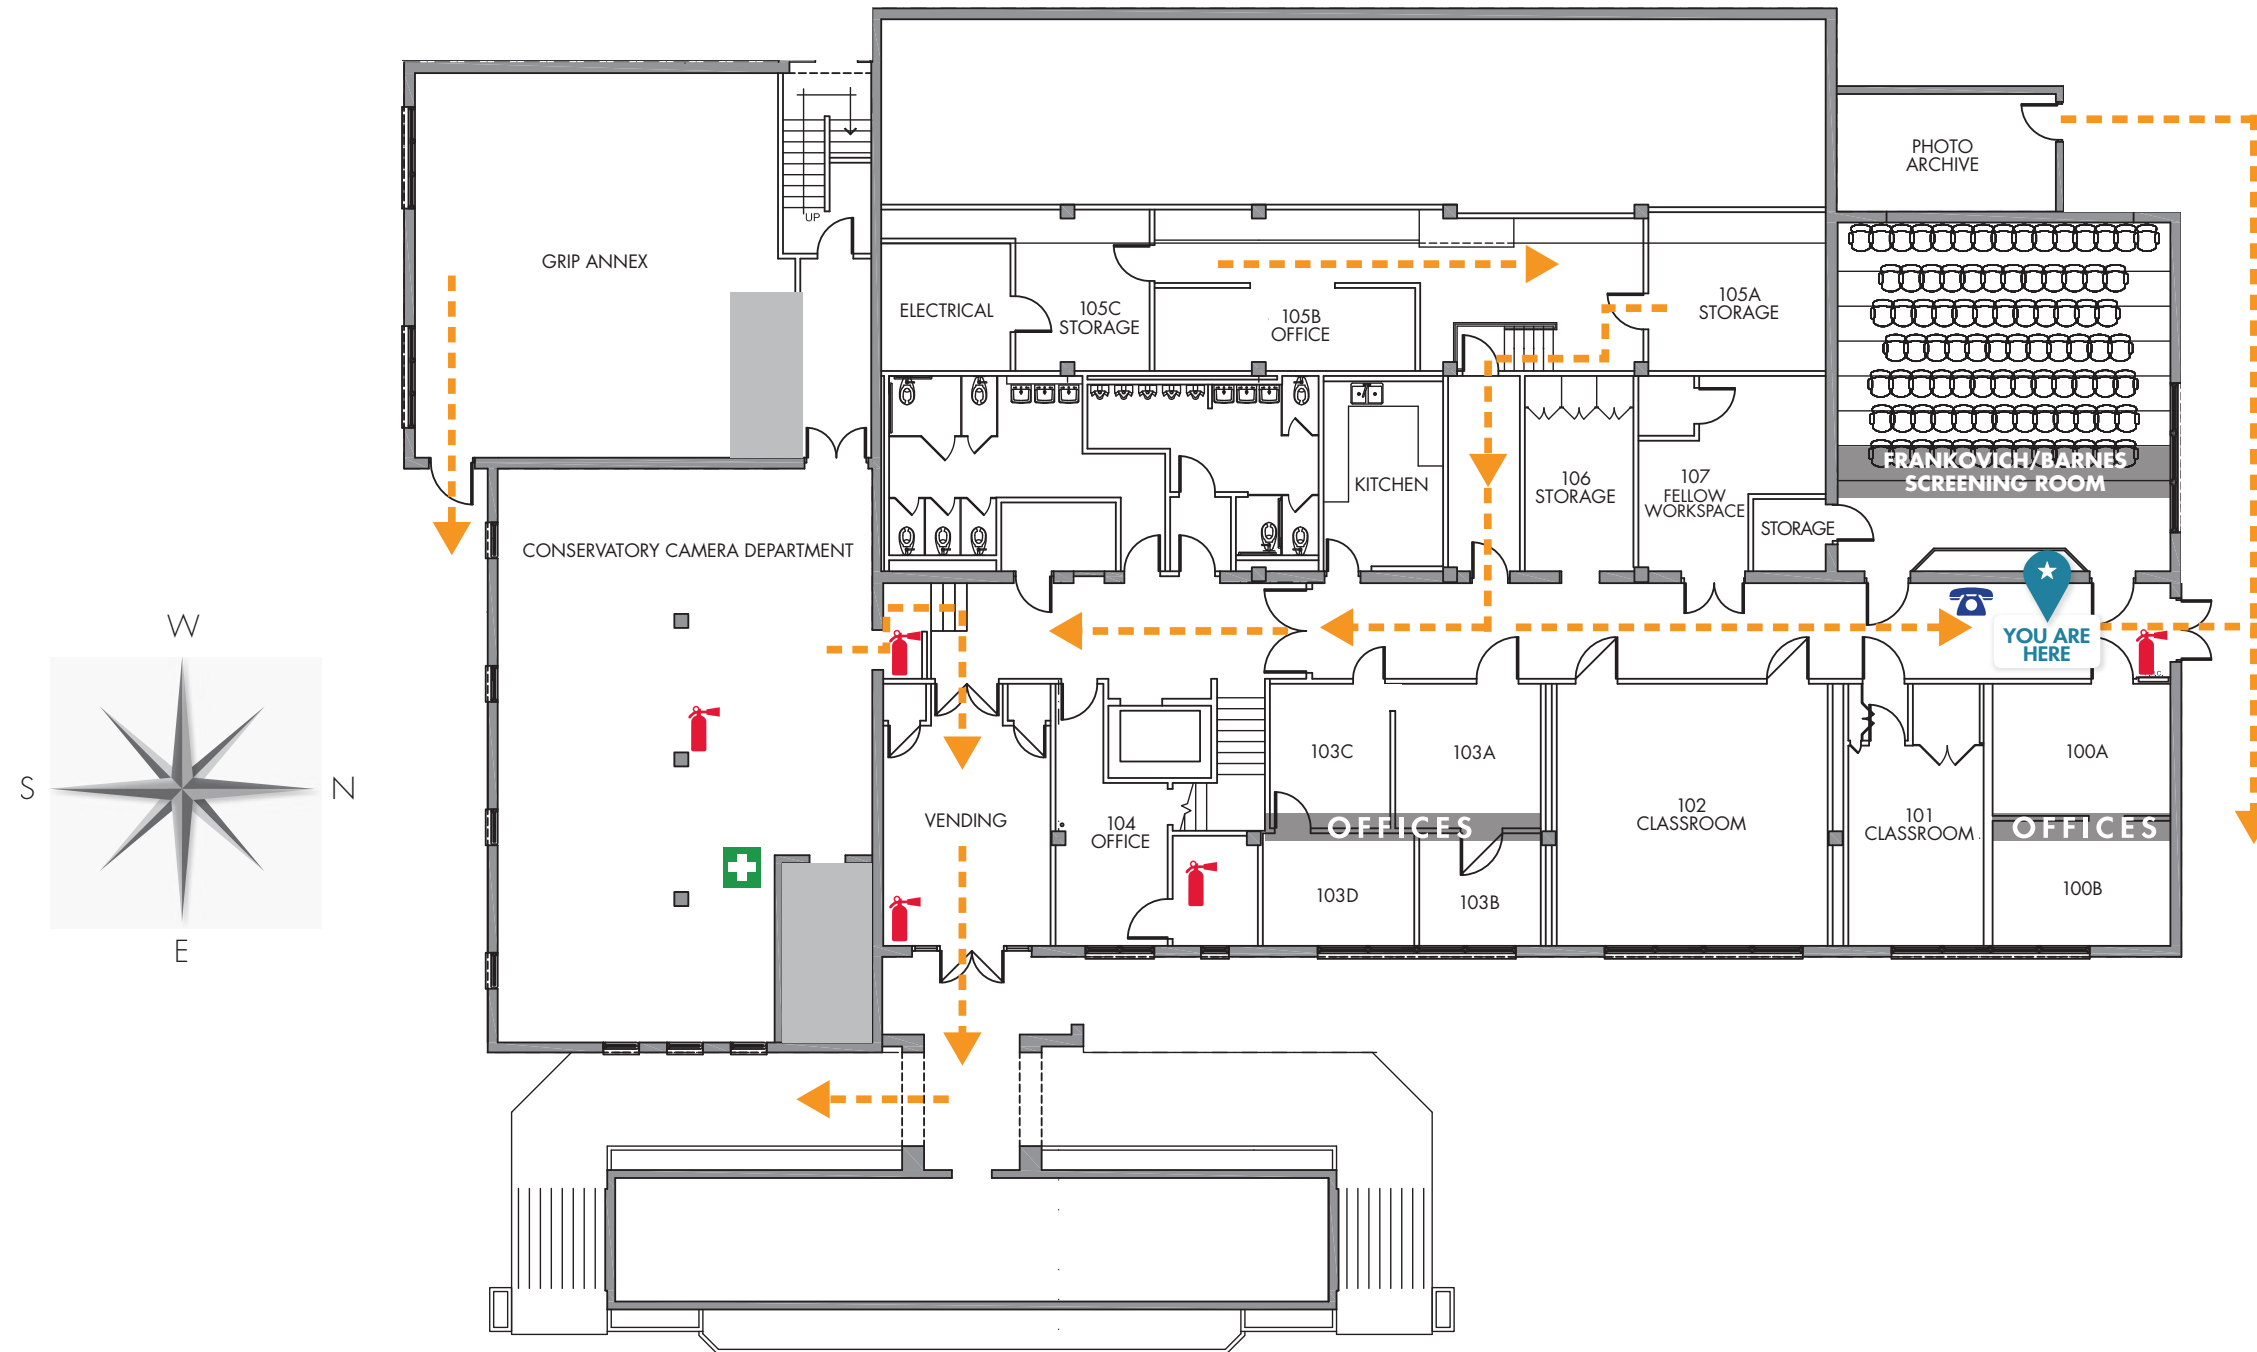 PHOTO
ARCHIVE
UP
GRIP ANNEX
ELECTRICAL
105C
STORAGE
105B
OFFICE
105A
STORAGE
FRANKOVICH/BARNES
SCREENING ROOM
KITCHEN
106
STORAGE
107
FELLOW
WORKSPACE
STORAGE
CONSERVATORY CAMERA DEPARTMENT
YOU ARE
HERE
W
S
N
E
103C
103A
100A
VENDING
104
OFFICE
OFFICES
102
CLASSROOM
101
CLASSROOM
OFFICES
103D
103B
100B